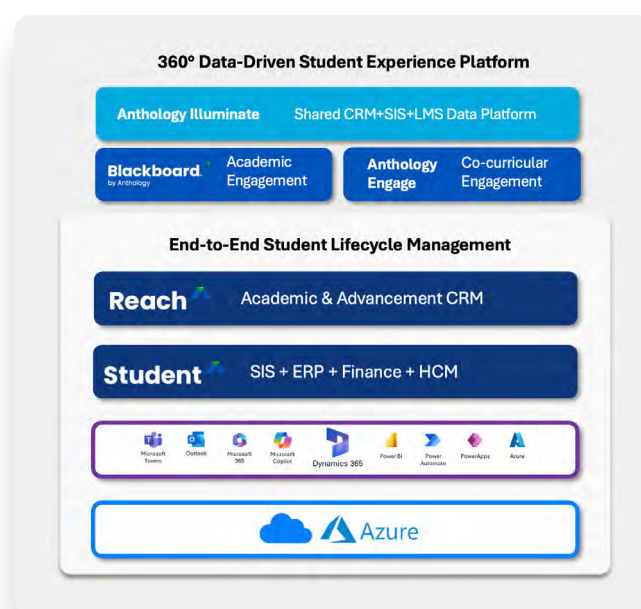 360° Data-Driven Student Experience Platform
Anthology Illuminate Shared CRM+SIS+LMS Data Platform
Blackboard.
by Anthology
Academic
Engagement
Anthology
Engage
Co-curricular
Engagement
End-to-End Student Lifecycle Management
Reach Academic & Advancement CRM
Student SIS + ERP + Finance + HCM
Microsoft
Teams
Outlook
Microsoft
365
Microsoft
Copilot
Dynamics 365
Power BI
Power
Automate
PowerApps
Azure
Azure